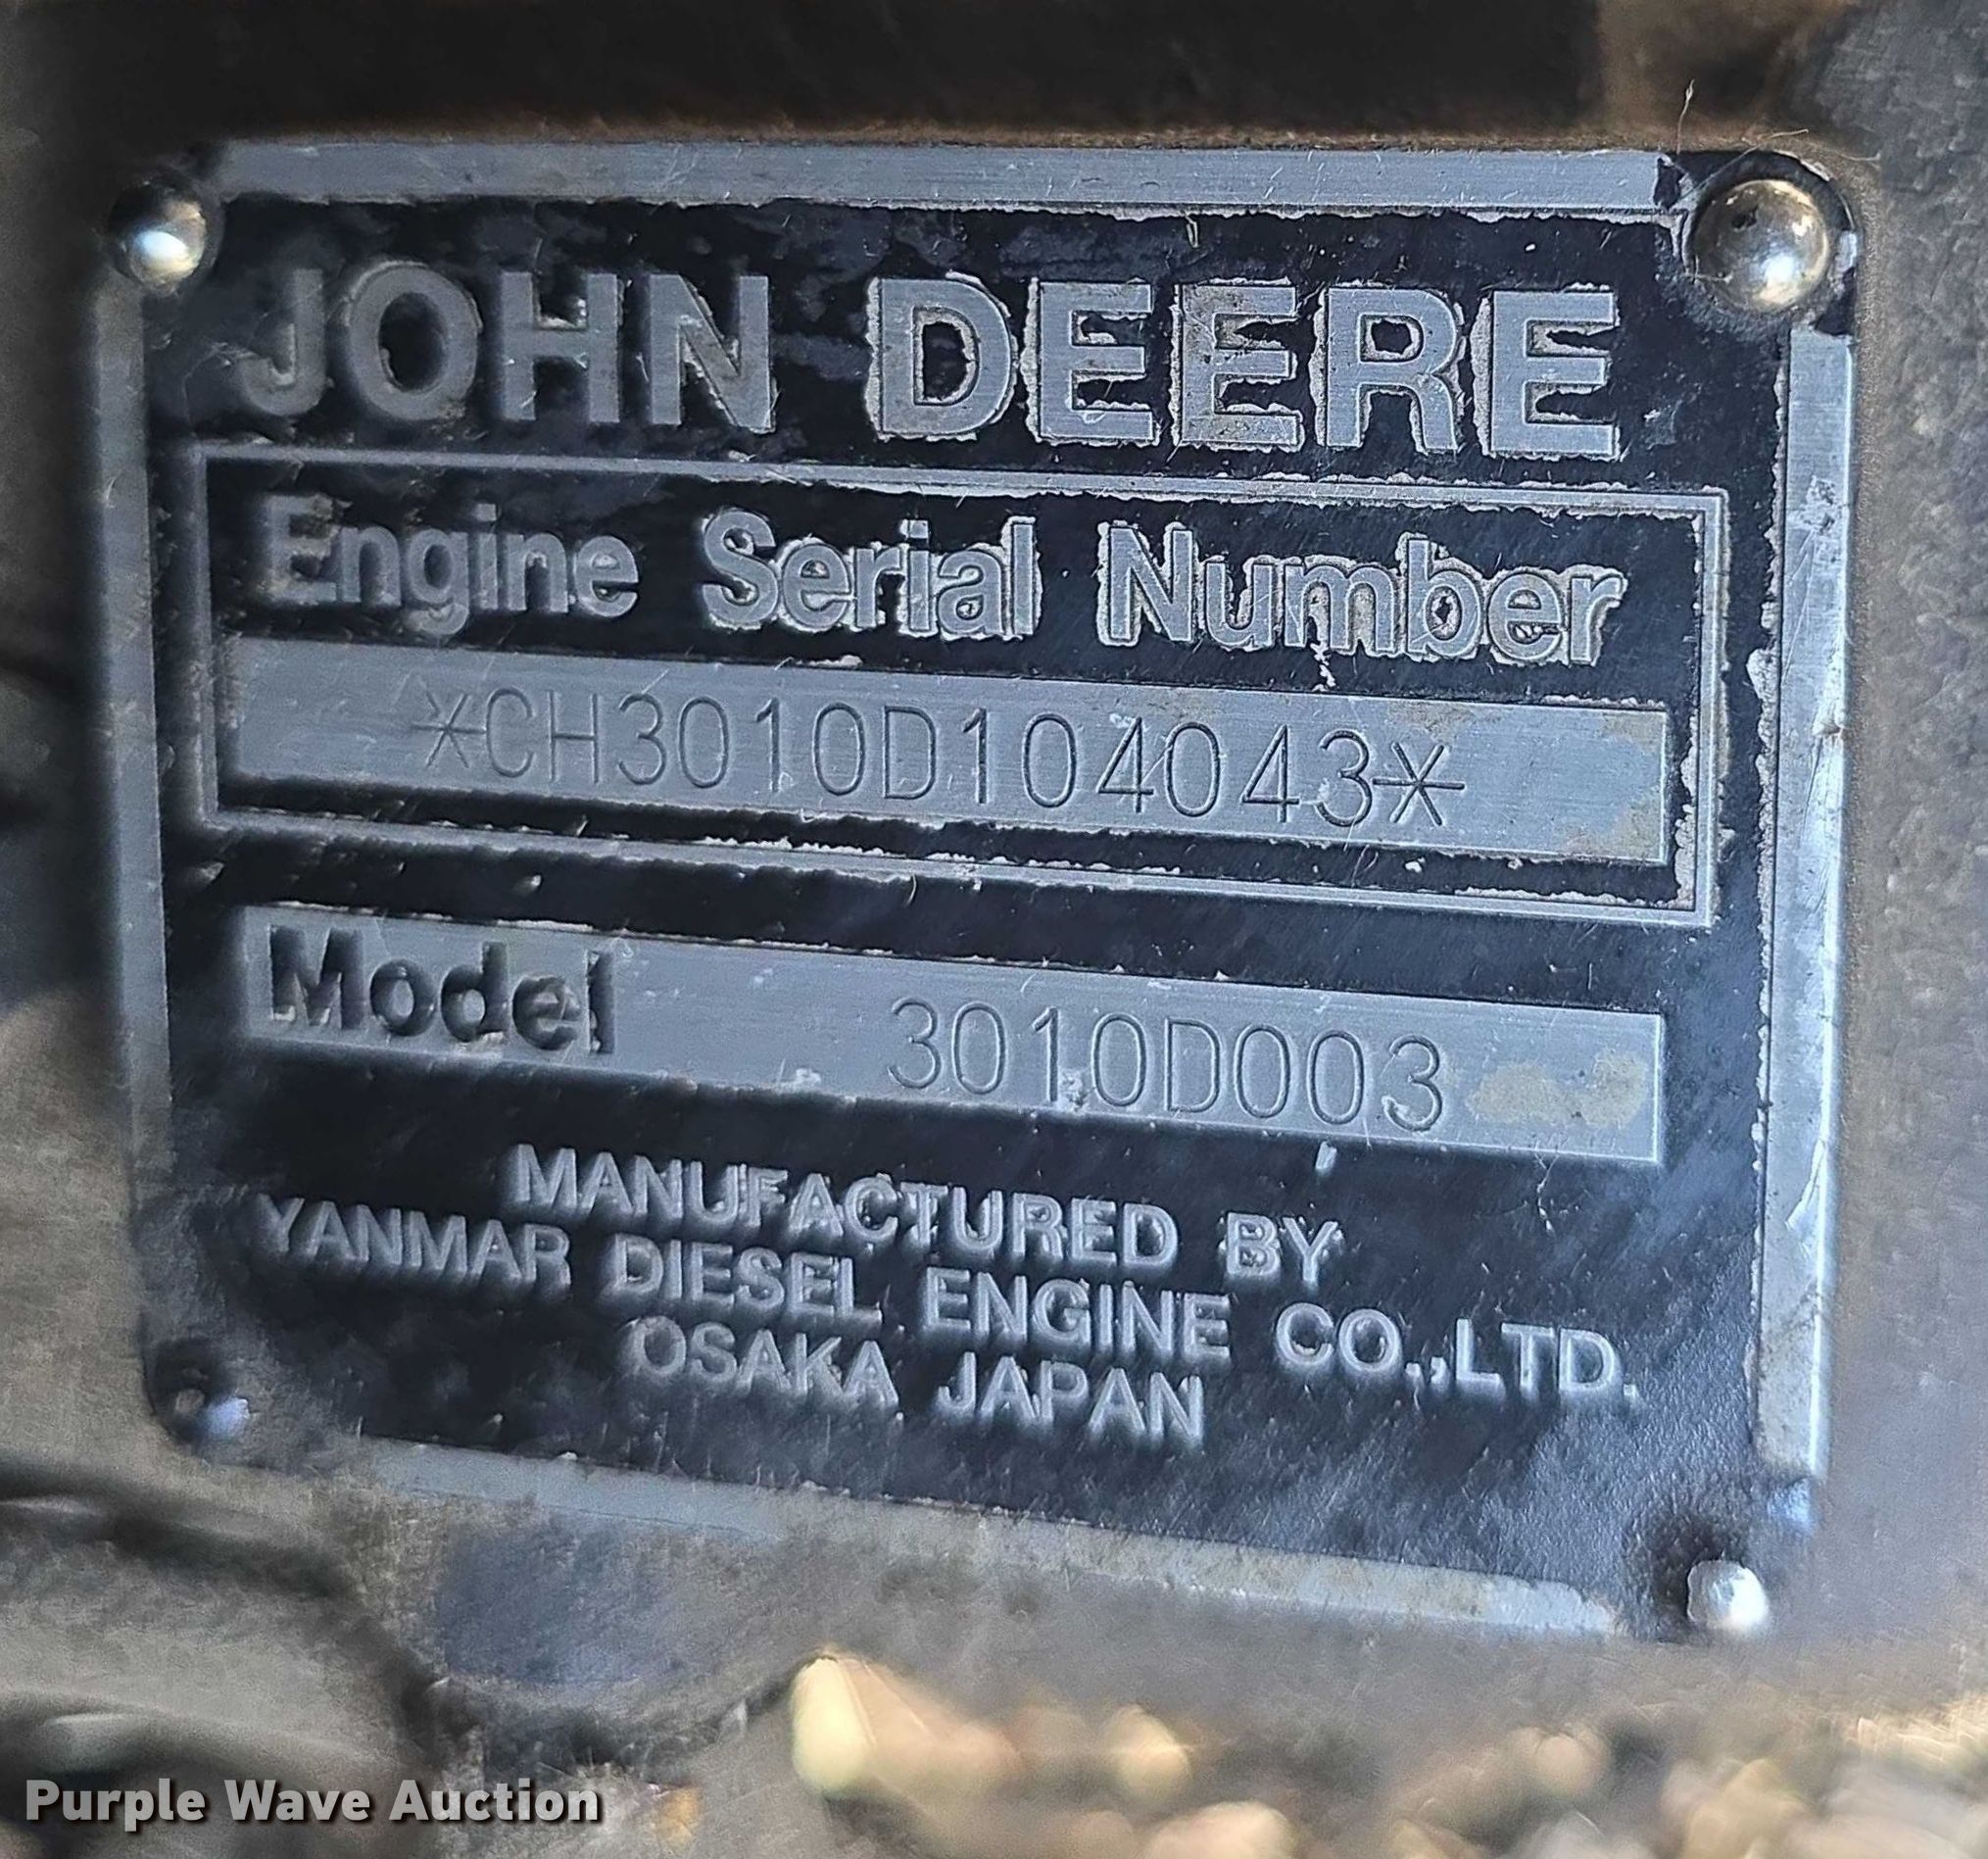 JOHN DEERE
Engine Serial Number
*CH3010D104043*
Model 3010D003
MANUFACTURED BY
YANMAR DIESEL ENGINE CO.,LTD.
OSAKA JAPAN
Purple Wave Auction